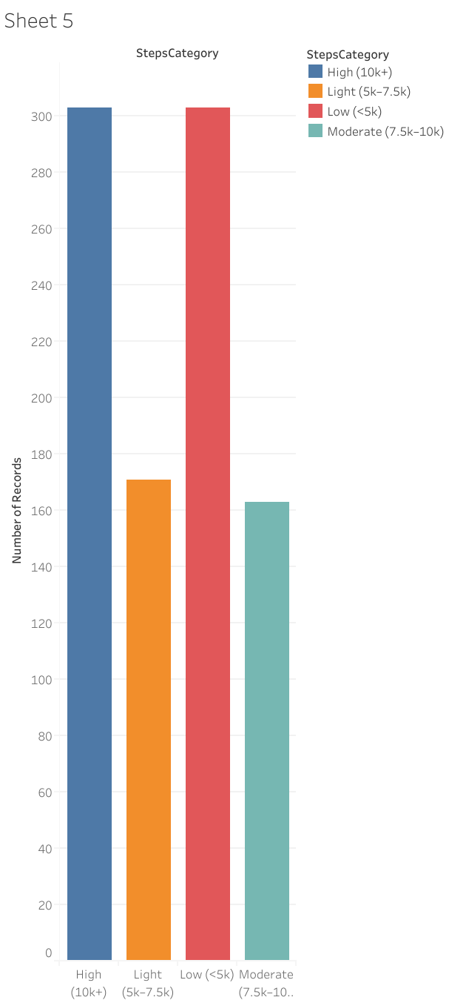 Sheet 5
StepsCategory
StepsCategory
High (10k+)
Light (5k–7.5k)
Low (<5k)
Moderate (7.5k–10k)
300
280
260
240
220
200
180
160
140
120
100
80
60
40
20
0
Number of Records
High
(10k+)
Light
(5k–7.5k)
Low (<5k)
Moderate
(7.5k–10..